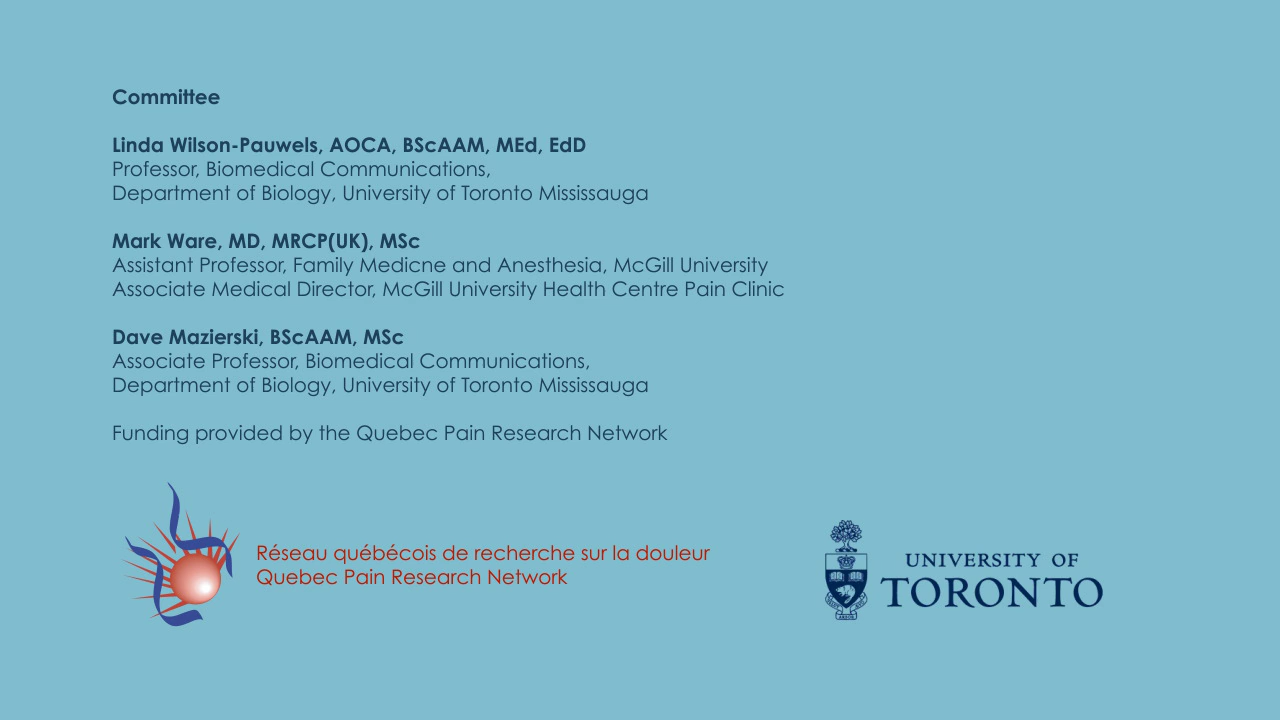 Committee
Linda Wilson-Pauwels, AOCA, BScAAM, MEd, EdD
Professor, Biomedical Communications,
Department of Biology, University of Toronto Mississauga
Mark Ware, MD, MRCP(UK), MSc
Assistant Professor, Family Medicne and Anesthesia, McGill University
Associate Medical Director, McGill University Health Centre Pain Clinic
Dave Mazierski, BScAAM, MSc
Associate Professor, Biomedical Communications,
Department of Biology, University of Toronto Mississauga
Funding provided by the Quebec Pain Research Network
Réseau québécois de recherche sur la douleur
Quebec Pain Research Network
UNIVERSITY OF
TORONTO